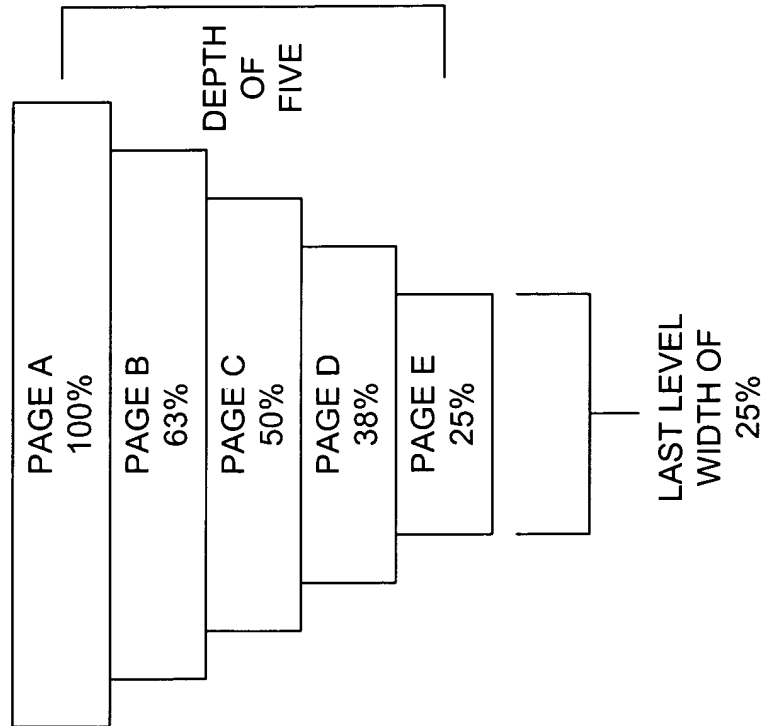 PAGE A
100%
PAGE B
63%
PAGE C
50%
PAGE D
38%
PAGE E
25%
DEPTH
OF
FIVE
LAST LEVEL
WIDTH OF
25%